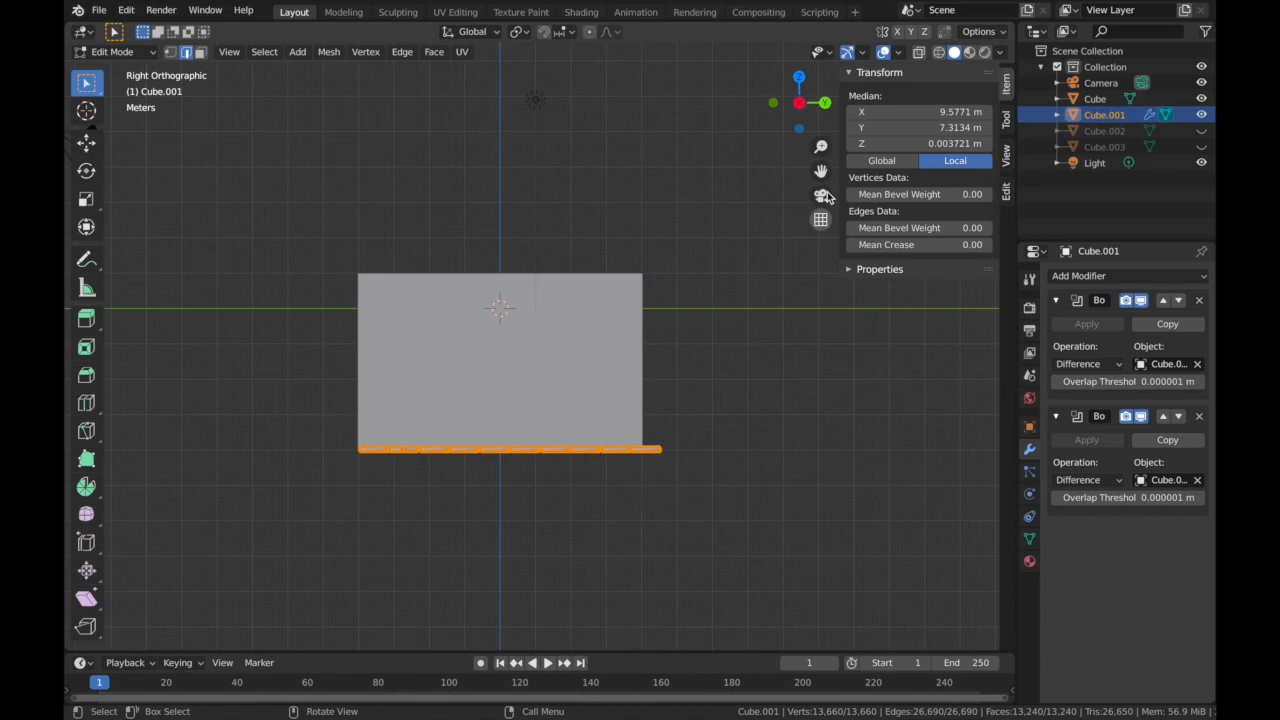 File Edit Render Window Help Layout Modeling Sculpting UV Editing Texture Paint Shading Animation Rendering Compositing Scripting + Scene View Layer
Global X Y Z Options
Edit Mode View Select Add Mesh Vertex Edge Face UV
Right Orthographic
(1) Cube.001
Meters
Z
X
Y
Transform
Median:
X 9.5771 m
Y 7.3134 m
Z 0.003721 m
Global Local
Vertices Data:
Mean Bevel Weight 0.00
Edges Data:
Mean Bevel Weight 0.00
Mean Crease 0.00
Properties
Item
Tool
View
Edit
Scene Collection
Collection
Camera
Cube
Cube.001
Cube.002
Cube.003
Light
Cube.001
Add Modifier
Bo
Apply Copy
Operation: Object:
Difference Cube.0...
Overlap Threshol 0.000001 m
Bo
Apply Copy
Operation: Object:
Difference Cube.0...
Overlap Threshol 0.000001 m
Playback Keying View Marker 1 Start 1 End 250
1 20 40 60 80 100 120 140 160 180 200 220 240
Select Box Select Rotate View Call Menu Cube.001 | Verts:13,660/13,660 | Edges:26,690/26,690 | Faces:13,240/13,240 | Tris:26,650 | Mem: 56.9 MiB |